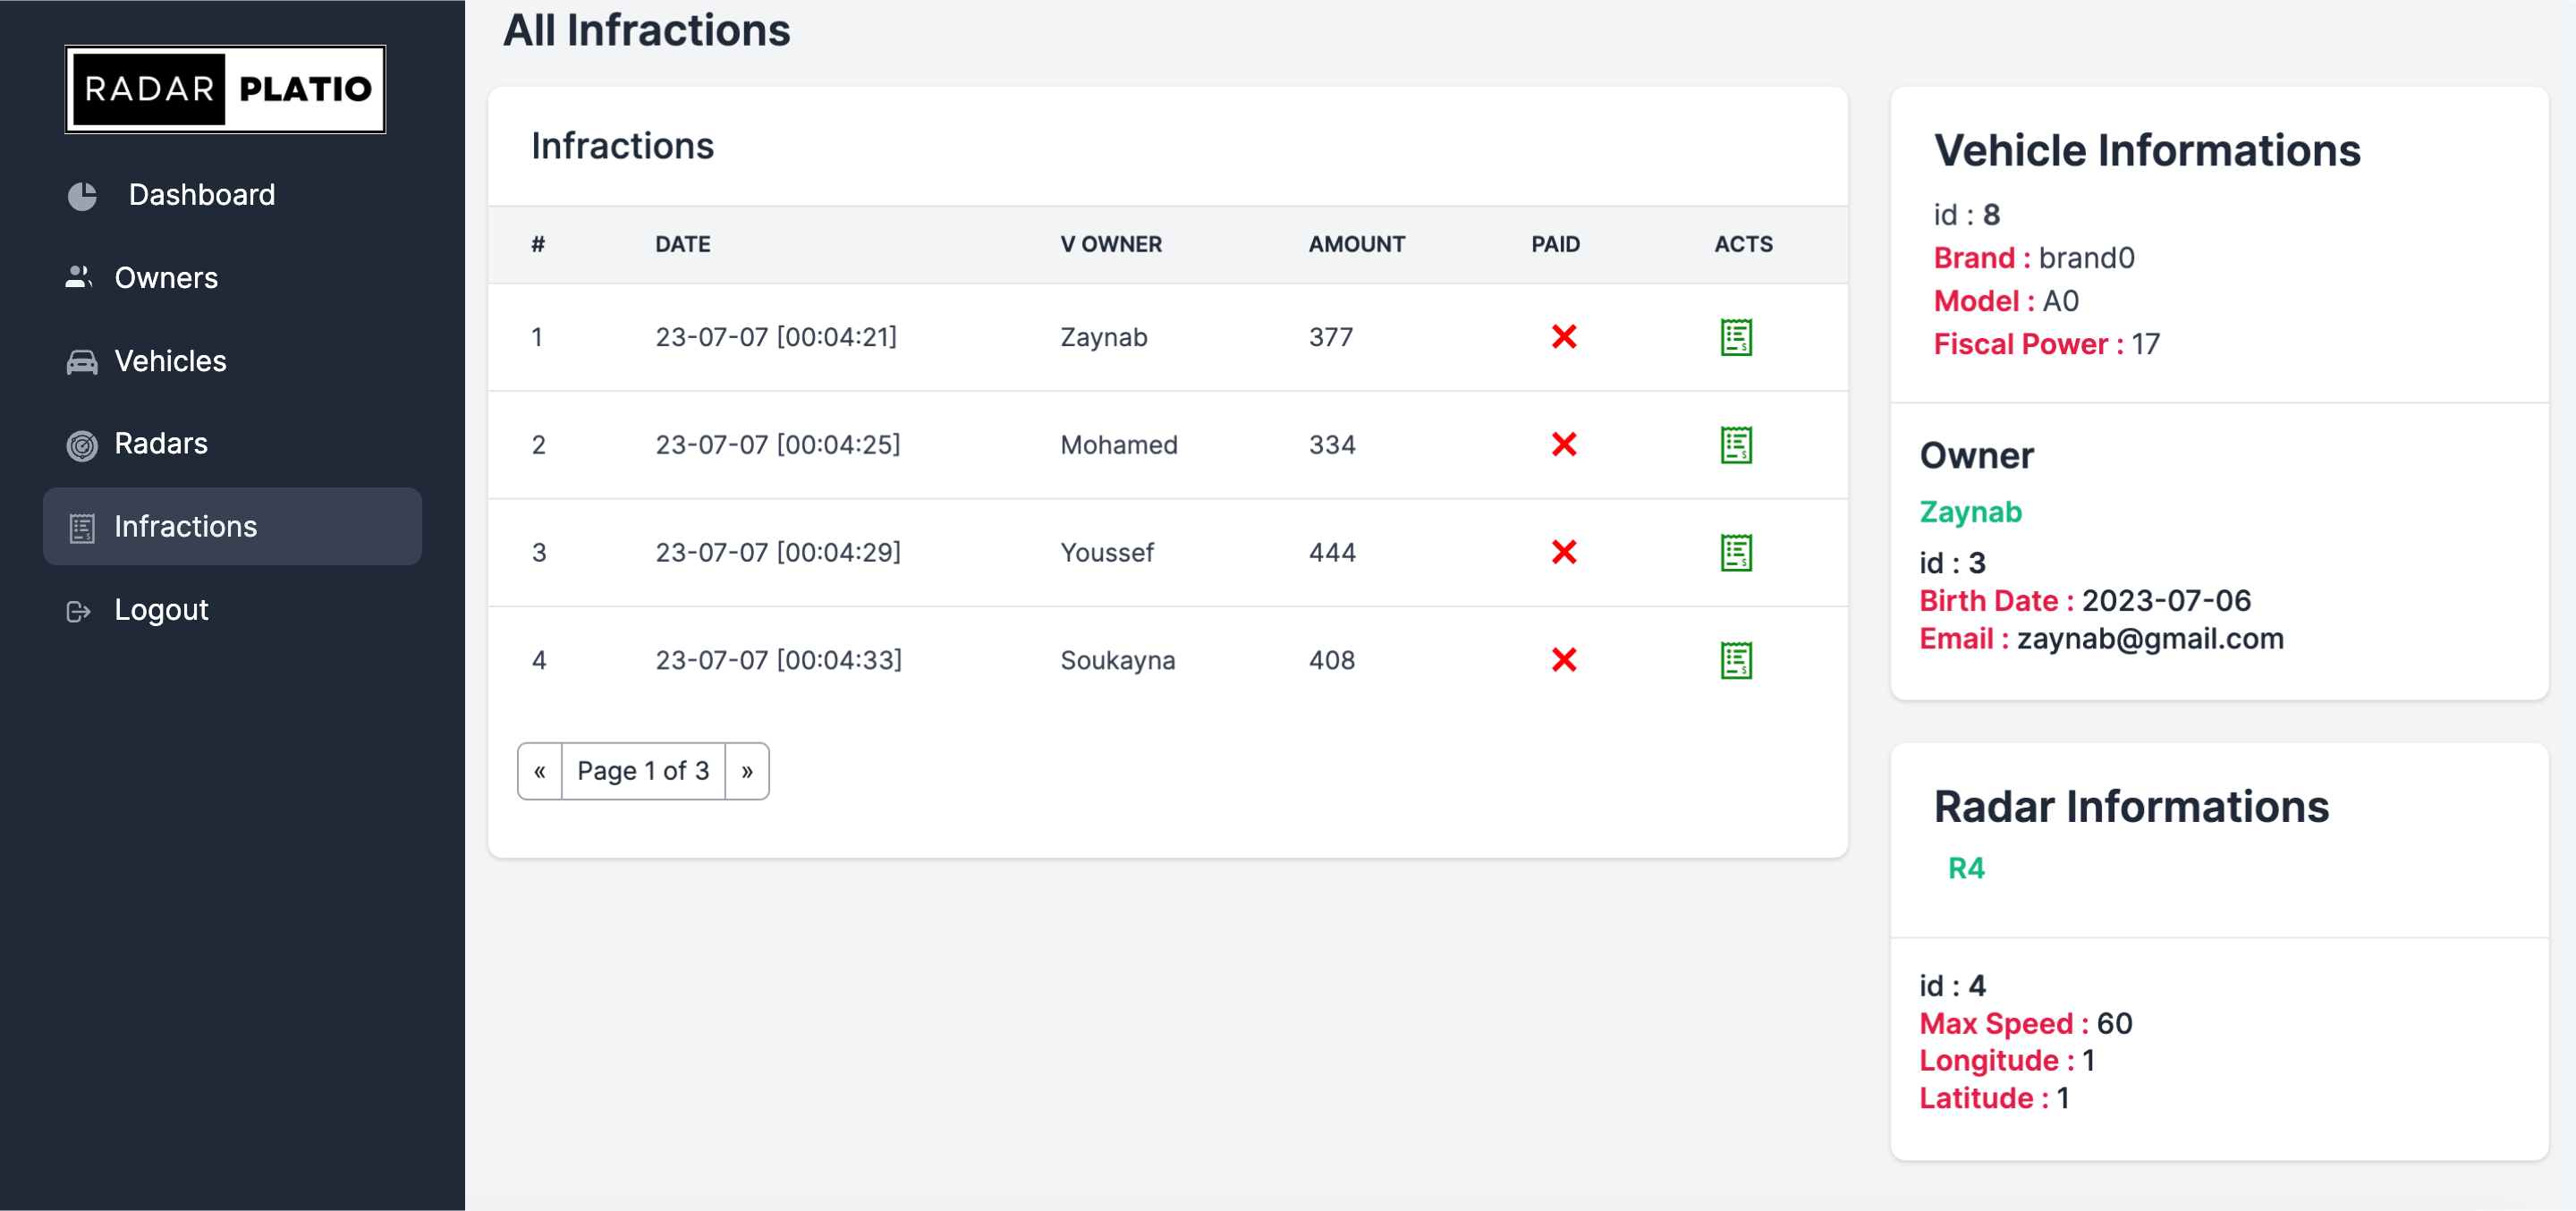 RADAR PLATIO
Dashboard
Owners
Vehicles
Radars
Infractions
Logout
All Infractions
Infractions
# DATE V OWNER AMOUNT PAID ACTS
1 23-07-07 [00:04:21] Zaynab 377
2 23-07-07 [00:04:25] Mohamed 334
3 23-07-07 [00:04:29] Youssef 444
4 23-07-07 [00:04:33] Soukayna 408
« Page 1 of 3 »
Vehicle Informations
id : 8
Brand : brand0
Model : A0
Fiscal Power : 17
Owner
Zaynab
id : 3
Birth Date : 2023-07-06
Email : zaynab@gmail.com
Radar Informations
R4
id : 4
Max Speed : 60
Longitude : 1
Latitude : 1